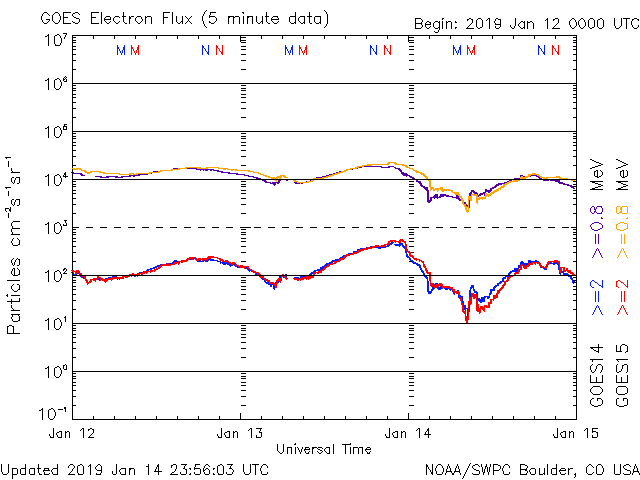 GOES Electron Flux (5 minute data)
Begin: 2019 Jan 12 0000 UTC
M M N N M M N N M M N N
10⁷
10⁶
10⁵
10⁴
10³
10²
10¹
10⁰
10⁻¹
Particles cm⁻²s⁻¹sr⁻¹
Jan 12 Jan 13 Jan 14 Jan 15
Universal Time
GOES14 >=2 >=0.8 MeV
GOES15 >=2 >=0.8 MeV
Updated 2019 Jan 14 23:56:03 UTC
NOAA/SWPC Boulder, CO USA